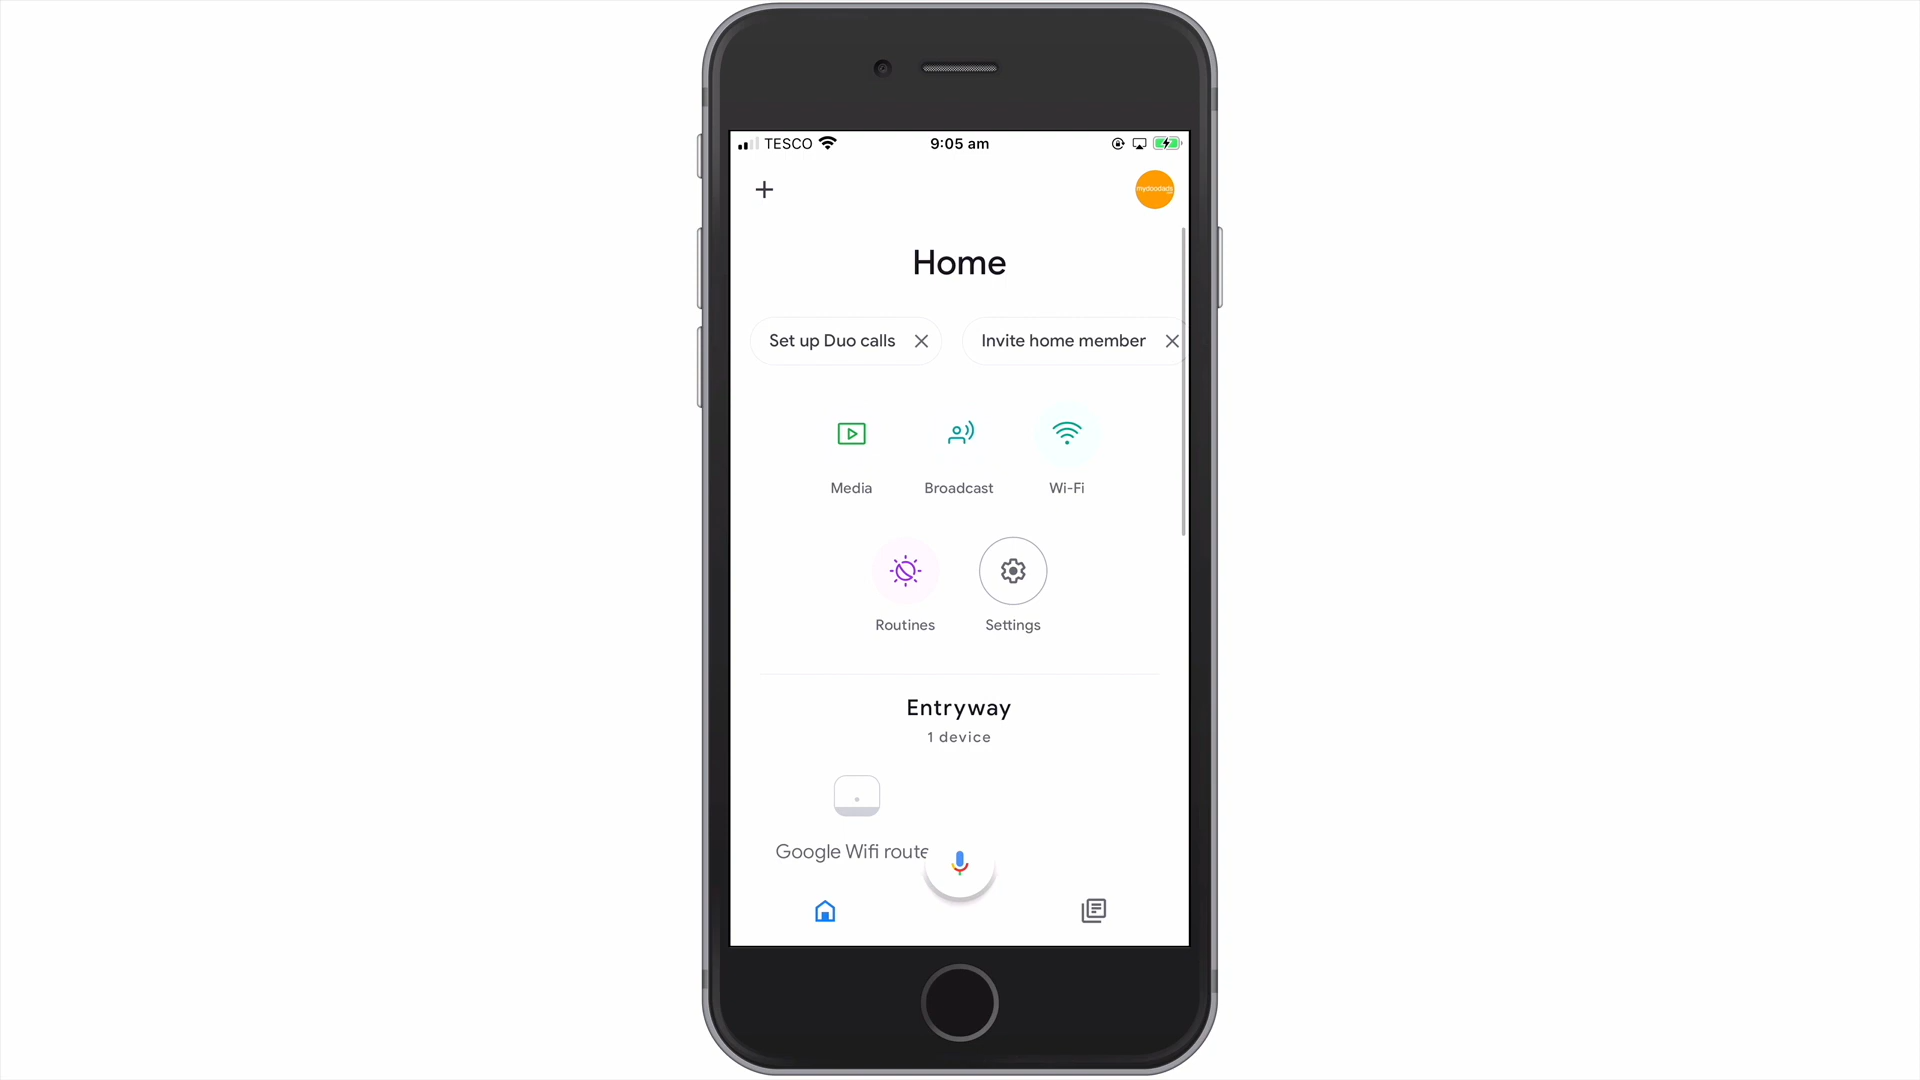 TESCO
9:05 am
mydoodads
Home
Set up Duo calls
Invite home member
Media
Broadcast
Wi-Fi
Routines
Settings
Entryway
1 device
Google Wifi route